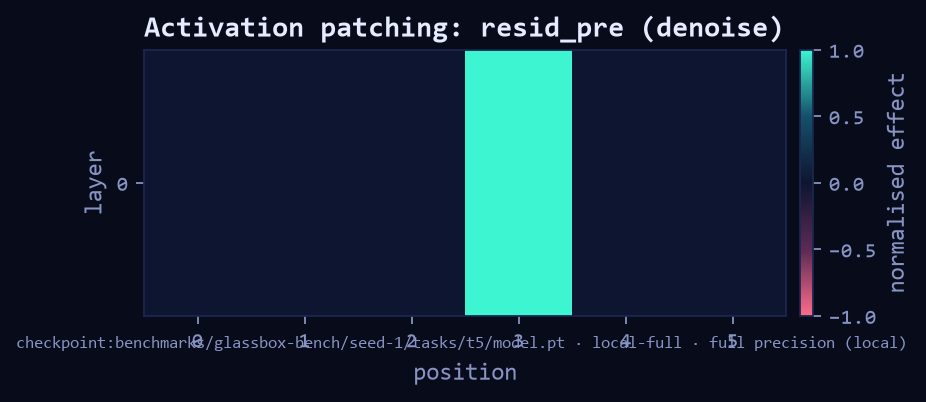 Activation patching: resid_pre (denoise)
1.0
0.5
0.0
−0.5
−1.0
normalised effect
layer
0
0 1 2 3 4 5
checkpoint:benchmarks/glassbox-bench/seed-1/tasks/t5/model.pt · local-full · full precision (local)
position